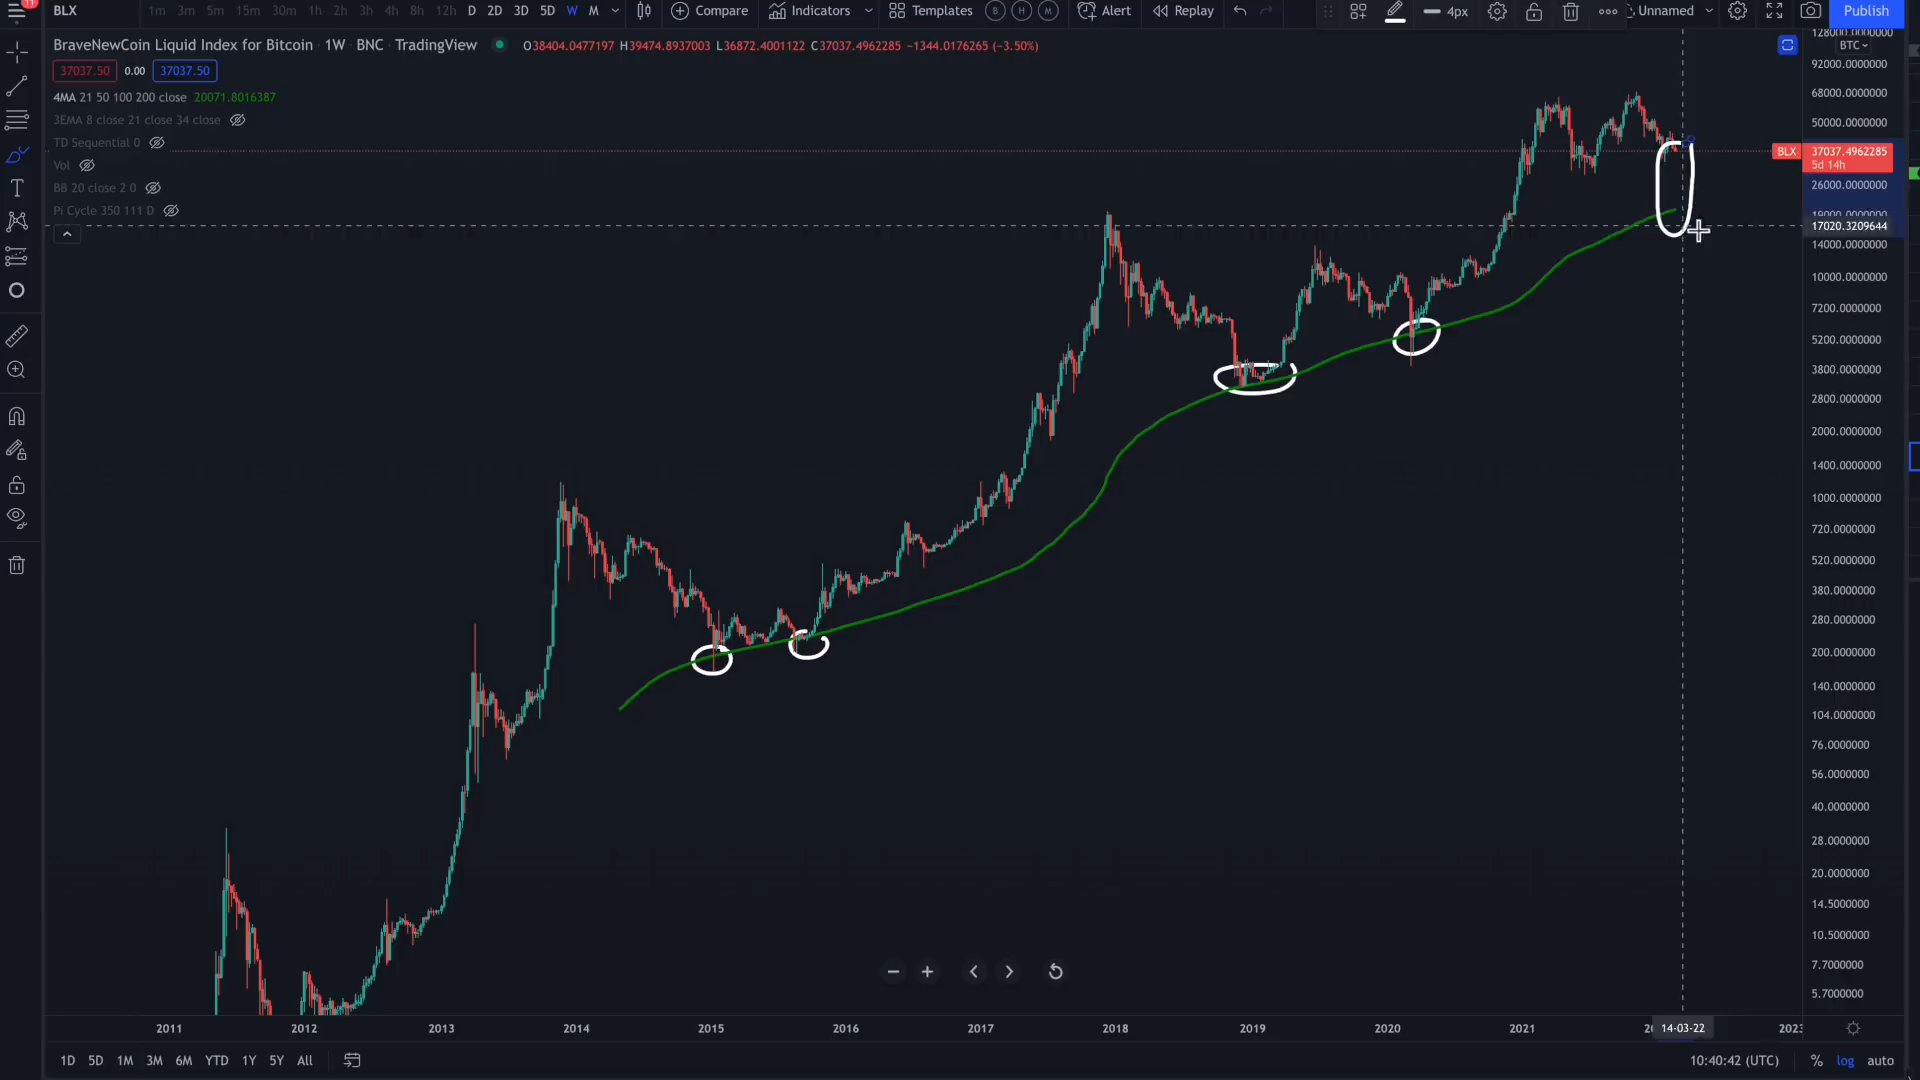 11
BLX 1m 3m 5m 15m 30m 1h 2h 3h 4h 8h 12h D 2D 3D 5D W M Compare Indicators Templates B H M Alert Replay 4px Unnamed Publish
BraveNewCoin Liquid Index for Bitcoin · 1W · BNC · TradingView O38404.0477197 H39474.8937003 L36872.4001122 C37037.4962285 −1344.0176265 (−3.50%)
37037.50 0.00 37037.50
4MA 21 50 100 200 close 20071.8016387
3EMA 8 close 21 close 34 close
TD Sequential 0
Vol
BB 20 close 2 0
Pi Cycle 350 111 D
128000.0000000
BTC
92000.0000000
68000.0000000
50000.0000000
BLX 37037.4962285
5d 14h
26000.0000000
19000.0000000
17020.3209644
14000.0000000
10000.0000000
7200.0000000
5200.0000000
3800.0000000
2800.0000000
2000.0000000
1400.0000000
1000.0000000
720.0000000
520.0000000
380.0000000
280.0000000
200.0000000
140.0000000
104.0000000
76.0000000
56.0000000
40.0000000
28.0000000
20.0000000
14.5000000
10.5000000
7.7000000
5.7000000
2011 2012 2013 2014 2015 2016 2017 2018 2019 2020 2021 14-03-22 2023
1D 5D 1M 3M 6M YTD 1Y 5Y All 10:40:42 (UTC) % log auto